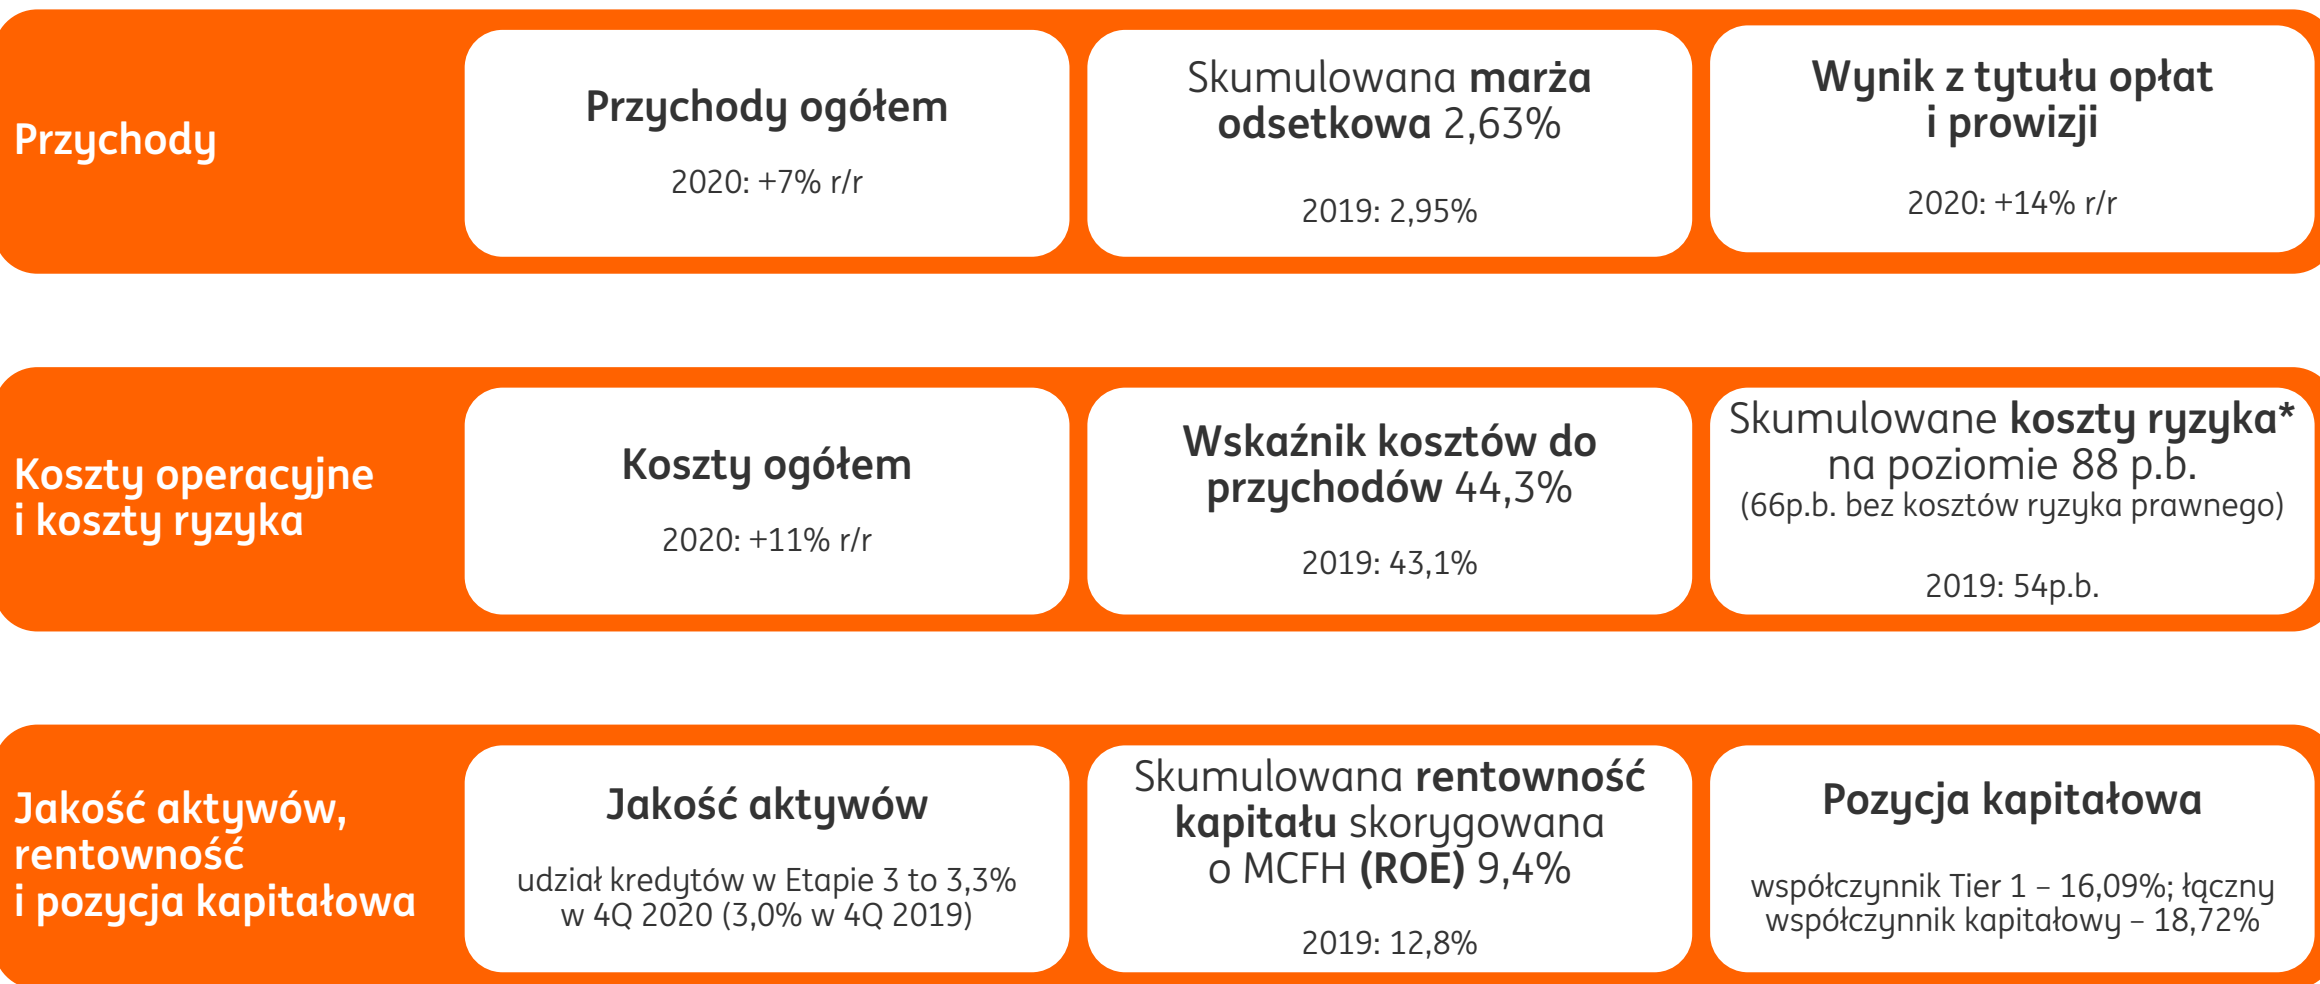 Przychody
Przychody ogółem
2020: +7% r/r
Skumulowana marża
odsetkowa 2,63%
2019: 2,95%
Wynik z tytułu opłat
i prowizji
2020: +14% r/r
Koszty operacyjne
i koszty ryzyka
Koszty ogółem
2020: +11% r/r
Wskaźnik kosztów do
przychodów 44,3%
2019: 43,1%
Skumulowane koszty ryzyka*
na poziomie 88 p.b.
(66p.b. bez kosztów ryzyka prawnego)
2019: 54p.b.
Jakość aktywów,
rentowność
i pozycja kapitałowa
Jakość aktywów
udział kredytów w Etapie 3 to 3,3%
w 4Q 2020 (3,0% w 4Q 2019)
Skumulowana rentowność
kapitału skorygowana
o MCFH (ROE) 9,4%
2019: 12,8%
Pozycja kapitałowa
współczynnik Tier 1 – 16,09%; łączny
współczynnik kapitałowy – 18,72%